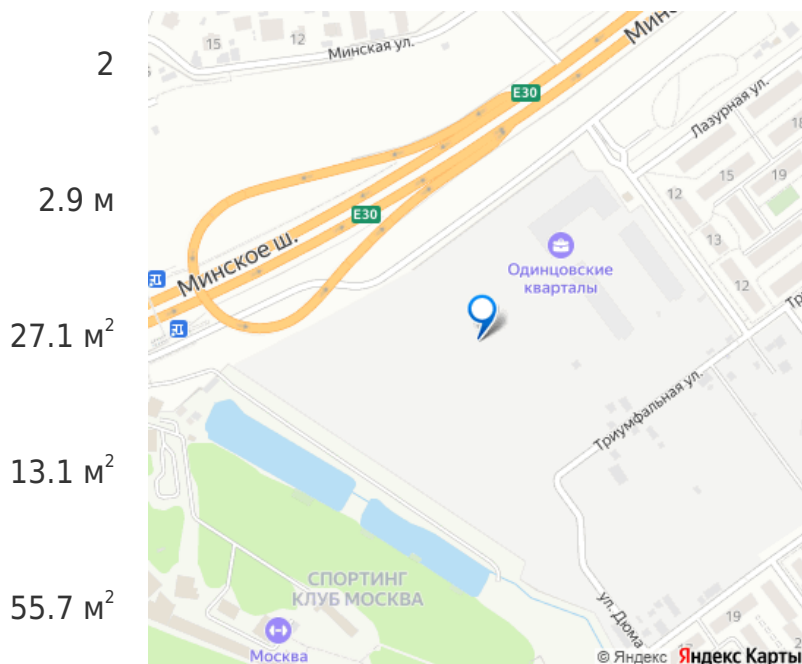 2
2.9 м
27.1 м²
13.1 м²
55.7 м²
15
12
Минская ул.
E30
Лазурная ул.
18
12
15
19
13
E30
Минское ш.
Одинцовские
кварталы
12
Триумфальная ул.
СПОРТИНГ
КЛУБ МОСКВА
ул. Дюма
19
Москва
© Яндекс Яндекс Карты